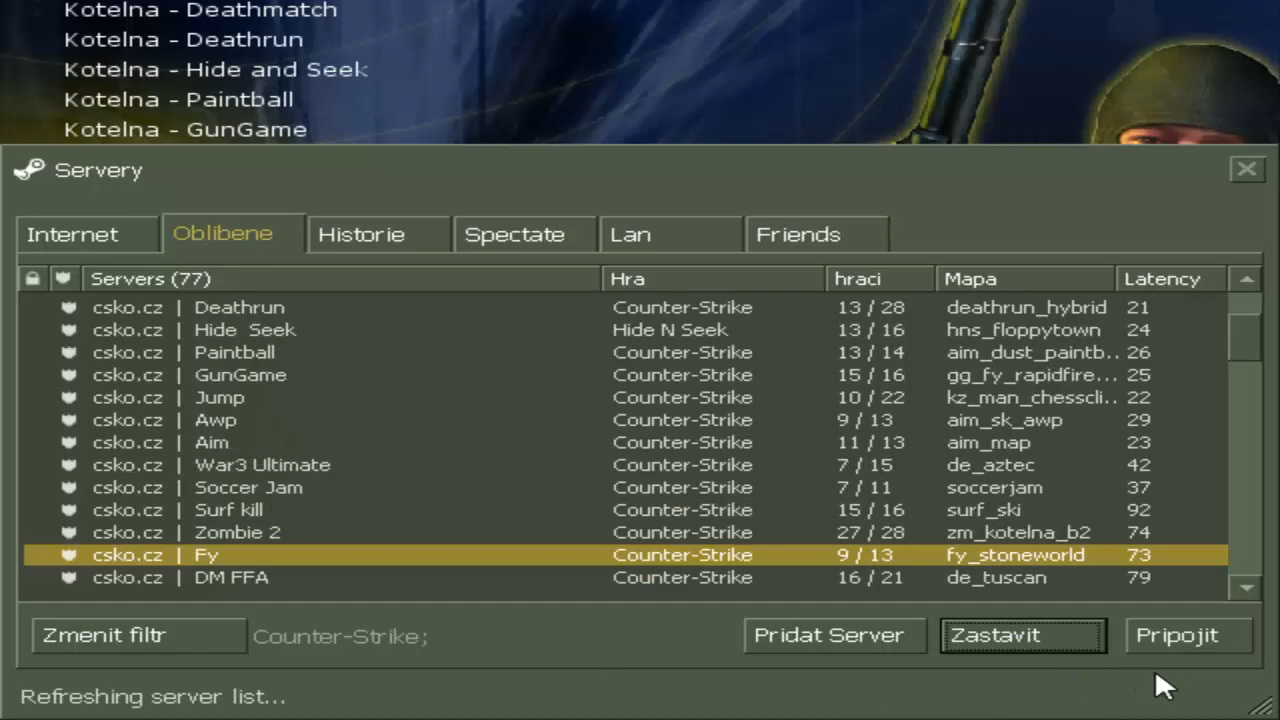 Kotelna - Deathmatch
Kotelna - Deathrun
Kotelna - Hide and Seek
Kotelna - Paintball
Kotelna - GunGame
Servery
Internet Oblibene Historie Spectate Lan Friends
Servers (77) Hra hraci Mapa Latency
csko.cz | Deathrun Counter-Strike 13 / 28 deathrun_hybrid 21
csko.cz | Hide Seek Hide N Seek 13 / 16 hns_floppytown 24
csko.cz | Paintball Counter-Strike 13 / 14 aim_dust_paintb.. 26
csko.cz | GunGame Counter-Strike 15 / 16 gg_fy_rapidfire... 25
csko.cz | Jump Counter-Strike 10 / 22 kz_man_chesscli.. 22
csko.cz | Awp Counter-Strike 9 / 13 aim_sk_awp 29
csko.cz | Aim Counter-Strike 11 / 13 aim_map 23
csko.cz | War3 Ultimate Counter-Strike 7 / 15 de_aztec 42
csko.cz | Soccer Jam Counter-Strike 7 / 11 soccerjam 37
csko.cz | Surf kill Counter-Strike 15 / 16 surf_ski 92
csko.cz | Zombie 2 Counter-Strike 27 / 28 zm_kotelna_b2 74
csko.cz | Fy Counter-Strike 9 / 13 fy_stoneworld 73
csko.cz | DM FFA Counter-Strike 16 / 21 de_tuscan 79
Zmenit filtr Counter-Strike; Pridat Server Zastavit Pripojit
Refreshing server list...